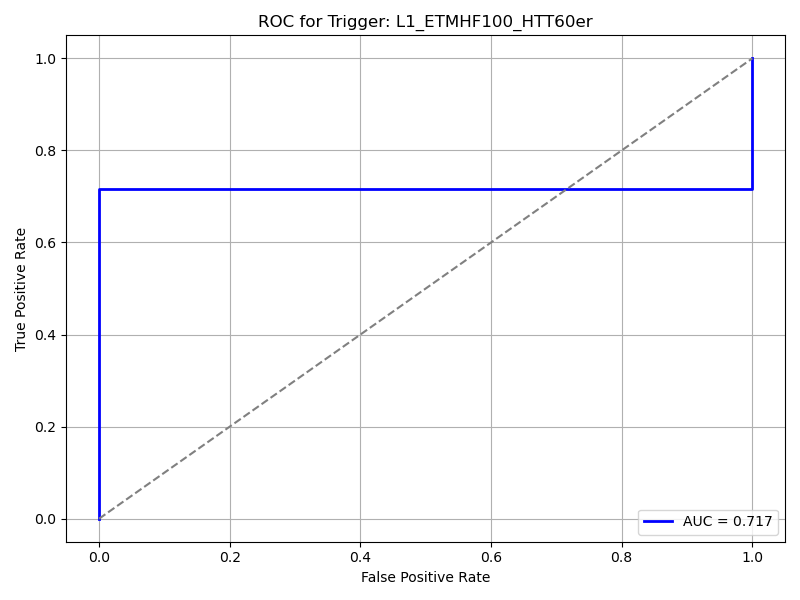 ROC for Trigger: L1_ETMHF100_HTT60er
True Positive Rate
1.0
0.8
0.6
0.4
0.2
0.0
AUC = 0.717
0.0 0.2 0.4 0.6 0.8 1.0
False Positive Rate